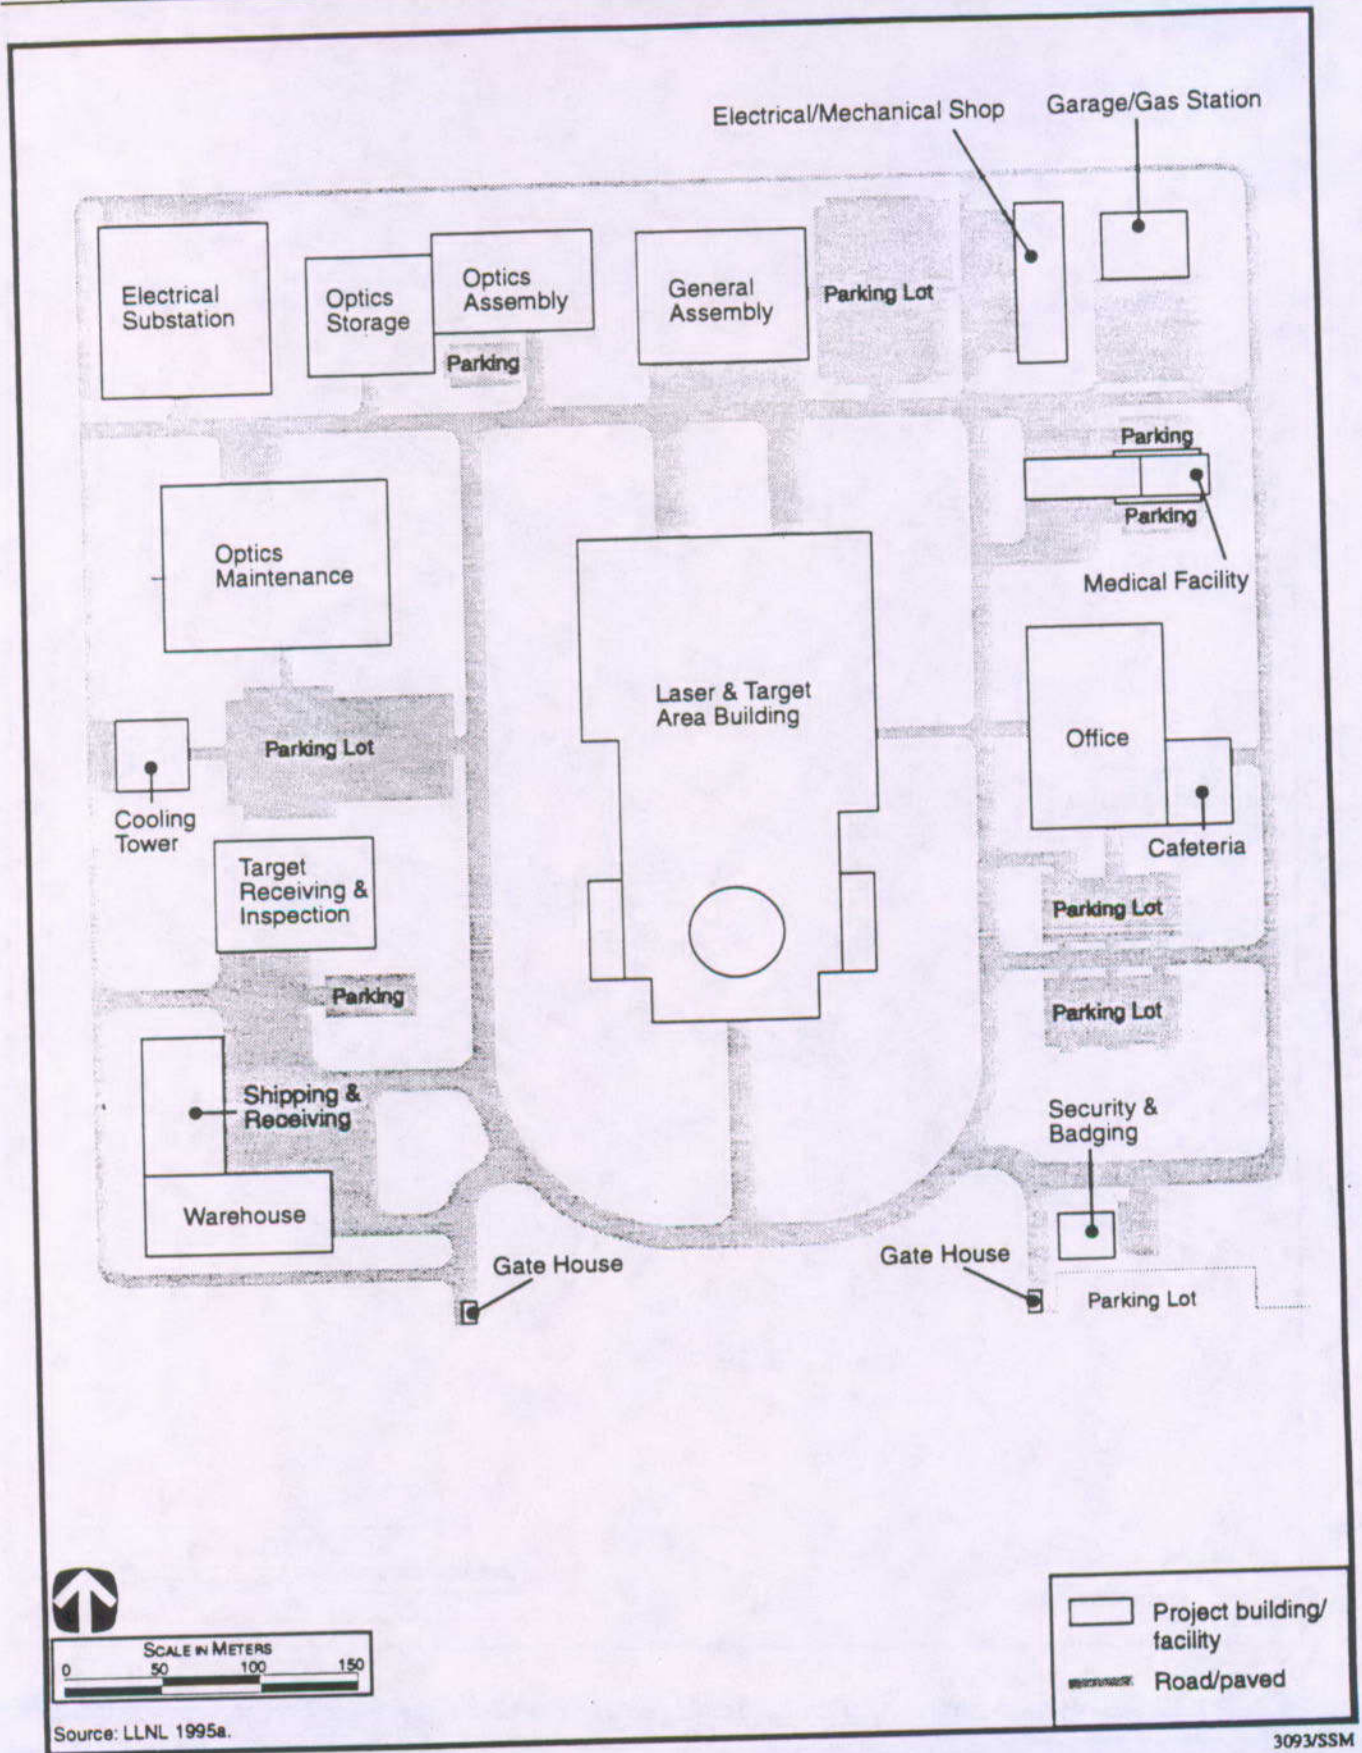 Electrical/Mechanical Shop
Garage/Gas Station
Electrical
Substation
Optics
Storage
Optics
Assembly
Parking
General
Assembly
Parking Lot
Parking
Parking
Medical Facility
Optics
Maintenance
Laser & Target
Area Building
Office
Cafeteria
Parking Lot
Cooling
Tower
Target
Receiving &
Inspection
Parking
Parking Lot
Parking Lot
Shipping &
Receiving
Security &
Badging
Warehouse
Gate House
Gate House
Parking Lot
SCALE IN METERS
0 50 100 150
Project building/
facility
Road/paved
Source: LLNL 1995a.
3093/SSM